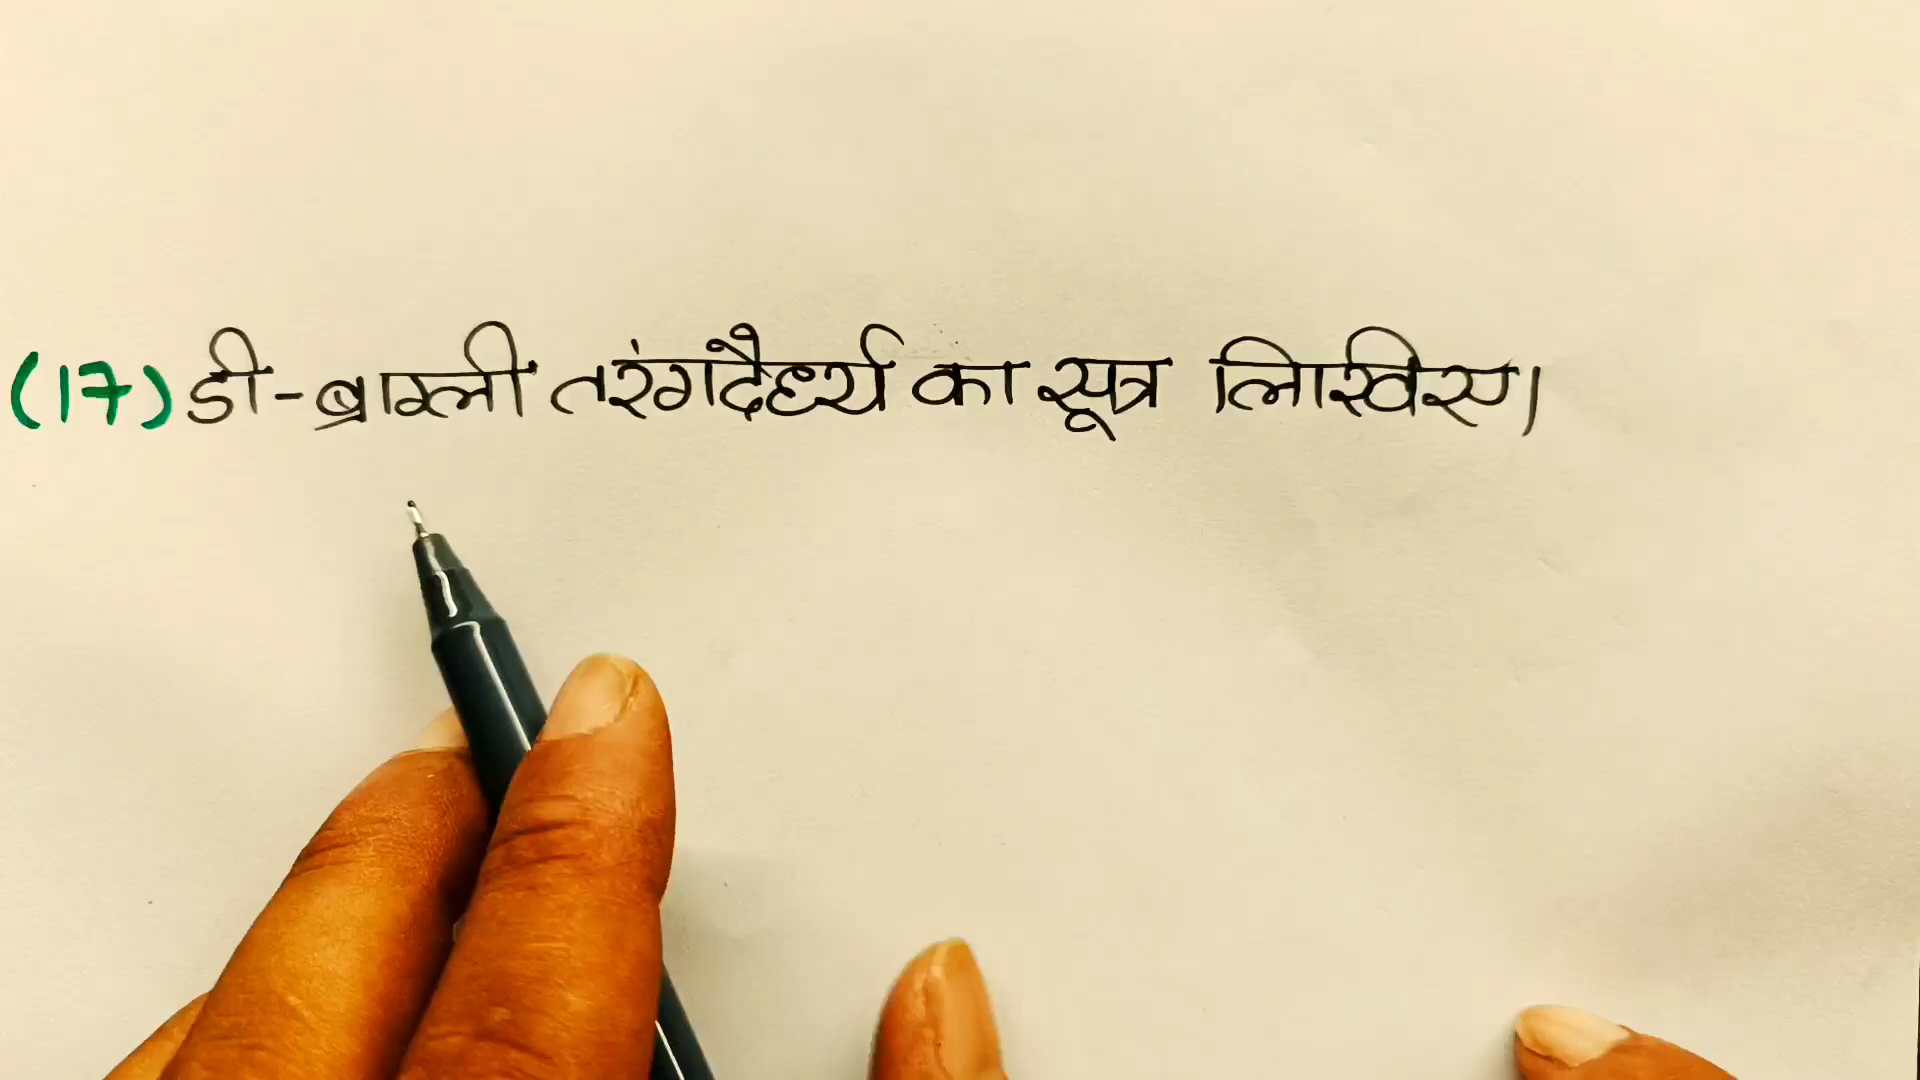 (17) डी-ब्राग्ली तरंगदैर्ध्य का सूत्र लिखिए।